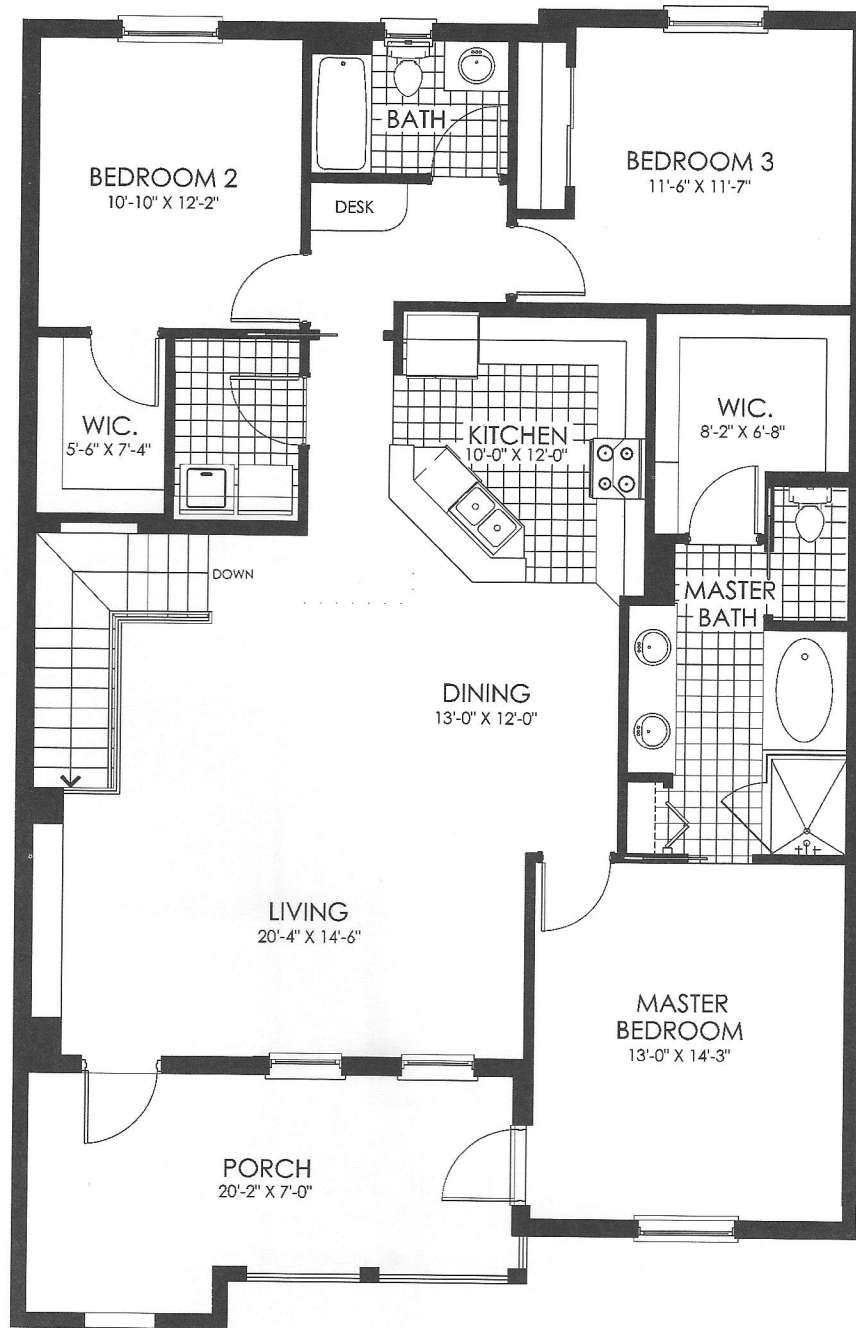 BATH
BEDROOM 2
10'-10" X 12'-2"
BEDROOM 3
11'-6" X 11'-7"
DESK
WIC.
5'-6" X 7'-4"
KITCHEN
10'-0" X 12'-0"
WIC.
8'-2" X 6'-8"
DOWN
MASTER
BATH
DINING
13'-0" X 12'-0"
LIVING
20'-4" X 14'-6"
MASTER
BEDROOM
13'-0" X 14'-3"
PORCH
20'-2" X 7'-0"